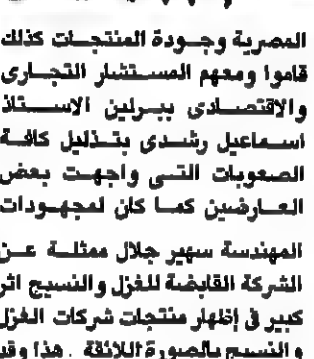 المصرية وجودة المنتجات كذلك
قاموا ومعهم المستشار التجارى
والاقتصادى ببرلين الاستاذ
اسماعيل رشدى بتذليل كافة
الصعوبات التى واجهت بعض
العارضين كما كان لمجهودات
المهندسة سهير جلال ممثلة عن
الشركة القابضة للغزل والنسيج اثر
كبير فى إظهار منتجات شركات الغزل
والنسيج بالصورة اللائقة . هذا وقد